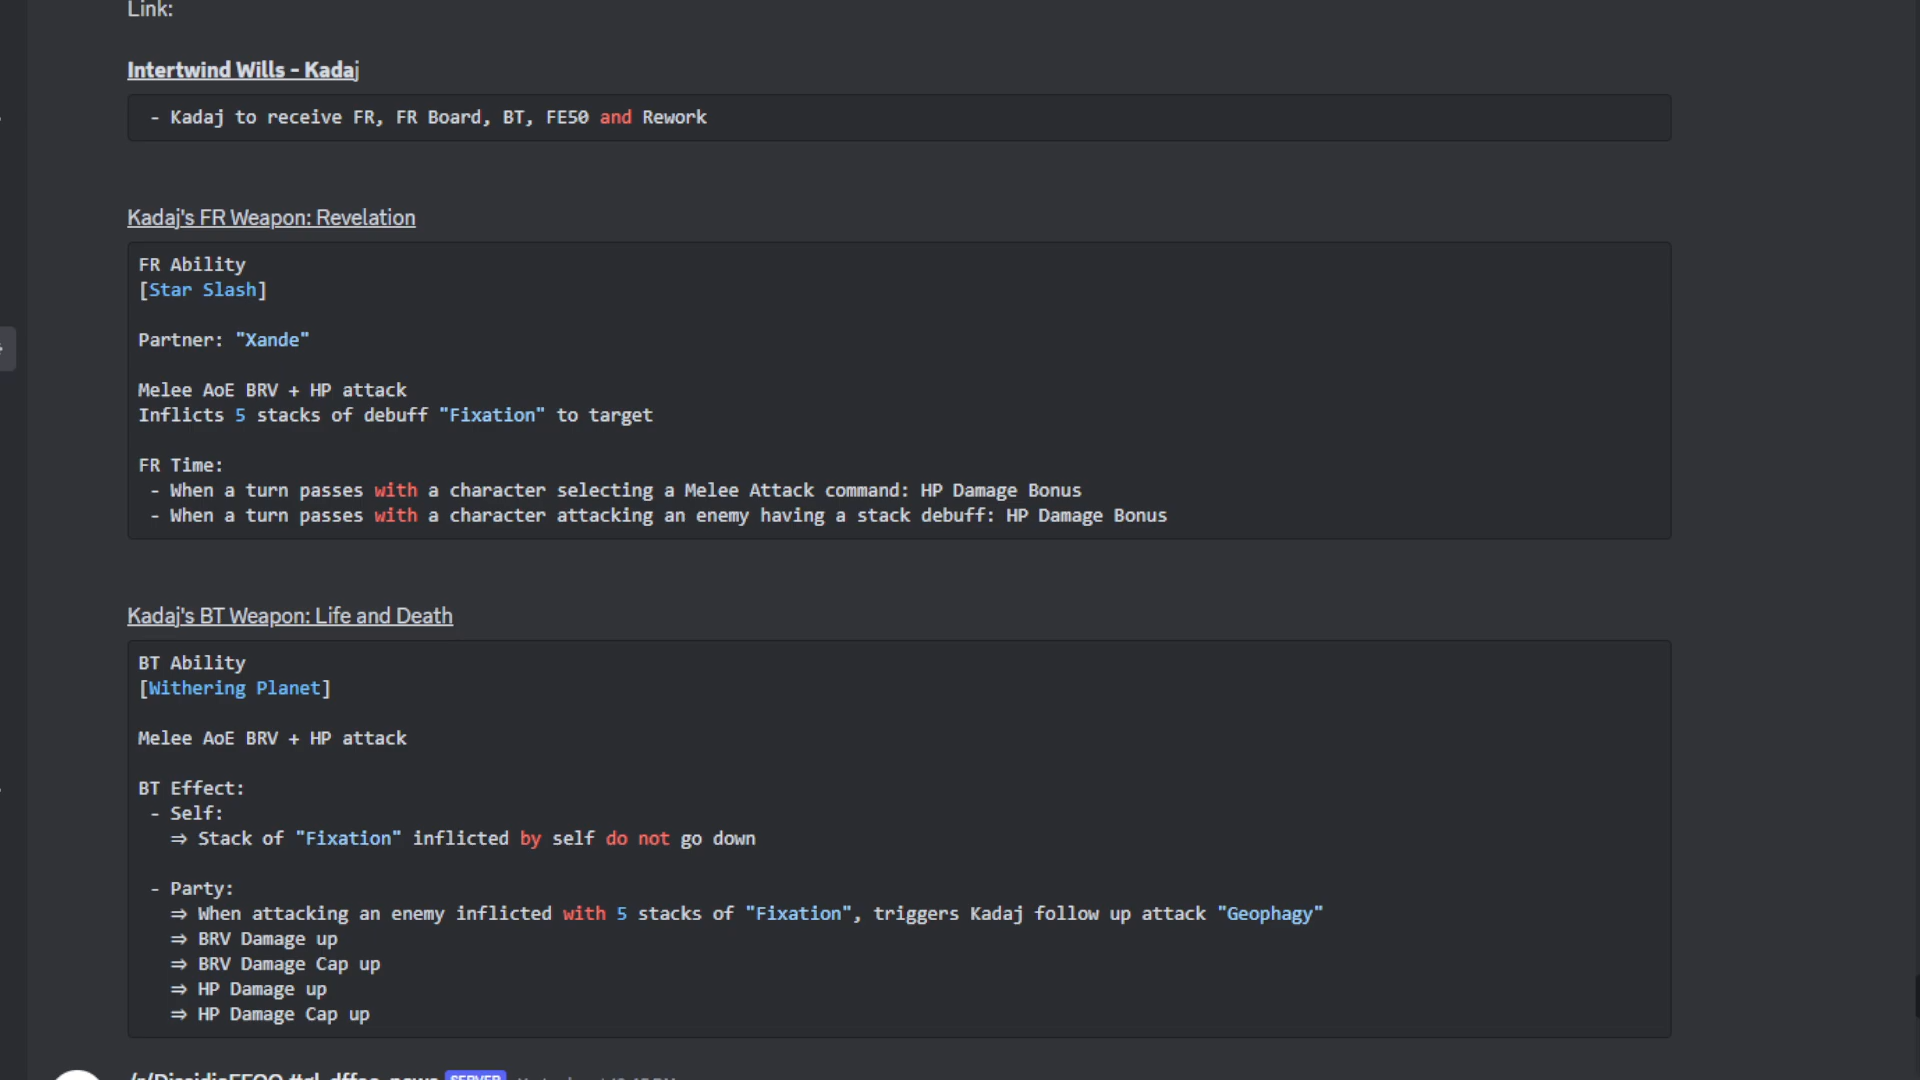 Link:
Intertwind Wills - Kadaj
- Kadaj to receive FR, FR Board, BT, FE50 and Rework
Kadaj's FR Weapon: Revelation
FR Ability
[Star Slash]
Partner: "Xande"
Melee AoE BRV + HP attack
Inflicts 5 stacks of debuff "Fixation" to target
FR Time:
- When a turn passes with a character selecting a Melee Attack command: HP Damage Bonus
- When a turn passes with a character attacking an enemy having a stack debuff: HP Damage Bonus
Kadaj's BT Weapon: Life and Death
BT Ability
[Withering Planet]
Melee AoE BRV + HP attack
BT Effect:
- Self:
⇒ Stack of "Fixation" inflicted by self do not go down
- Party:
⇒ When attacking an enemy inflicted with 5 stacks of "Fixation", triggers Kadaj follow up attack "Geophagy"
⇒ BRV Damage up
⇒ BRV Damage Cap up
⇒ HP Damage up
⇒ HP Damage Cap up
/r/DissidiaFFOO #gl-dffoo-news SERVER